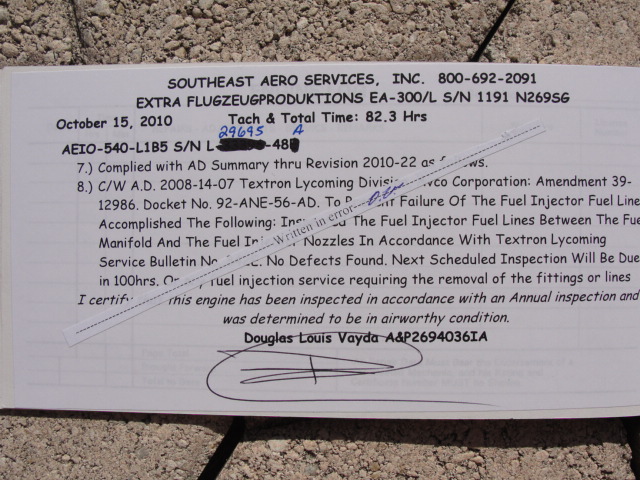 SOUTHEAST AERO SERVICES, INC. 800-692-2091
EXTRA FLUGZEUGPRODUKTIONS EA-300/L S/N 1191 N269SG
October 15, 2010 Tach & Total Time: 82.3 Hrs
29695 A
AEIO-540-L1B5 S/N L- -48
7.) Complied with AD Summary thru Revision 2010-22 as
8.) C/W A.D. 2008-14-07 Textron Lycoming Corporation: Amendment 39-
12986. Docket No. 92-ANE-56-AD. To Failure Of The Fuel Injector Fuel Line
Accomplished The Following: The Fuel Injector Fuel Lines Between The Fue
Written in error
Manifold And The Fuel Nozzles In Accordance With Textron Lycoming
Service Bulletin No. No Defects Found. Next Scheduled Inspection Will Be Due
in 100hrs. fuel injection service requiring the removal of the fittings or lines
I this engine has been inspected in accordance with an Annual inspection and
was determined to be in airworthy condition.
Douglas Louis Vayda A&P2694036IA